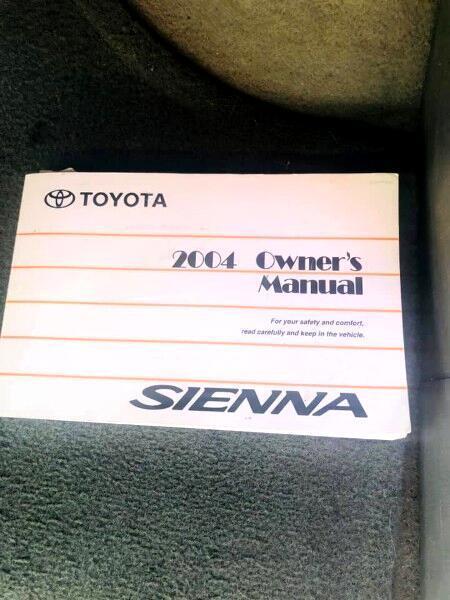 TOYOTA
2004 Owner's
Manual
For your safety and comfort,
read carefully and keep in the vehicle.
SIENNA